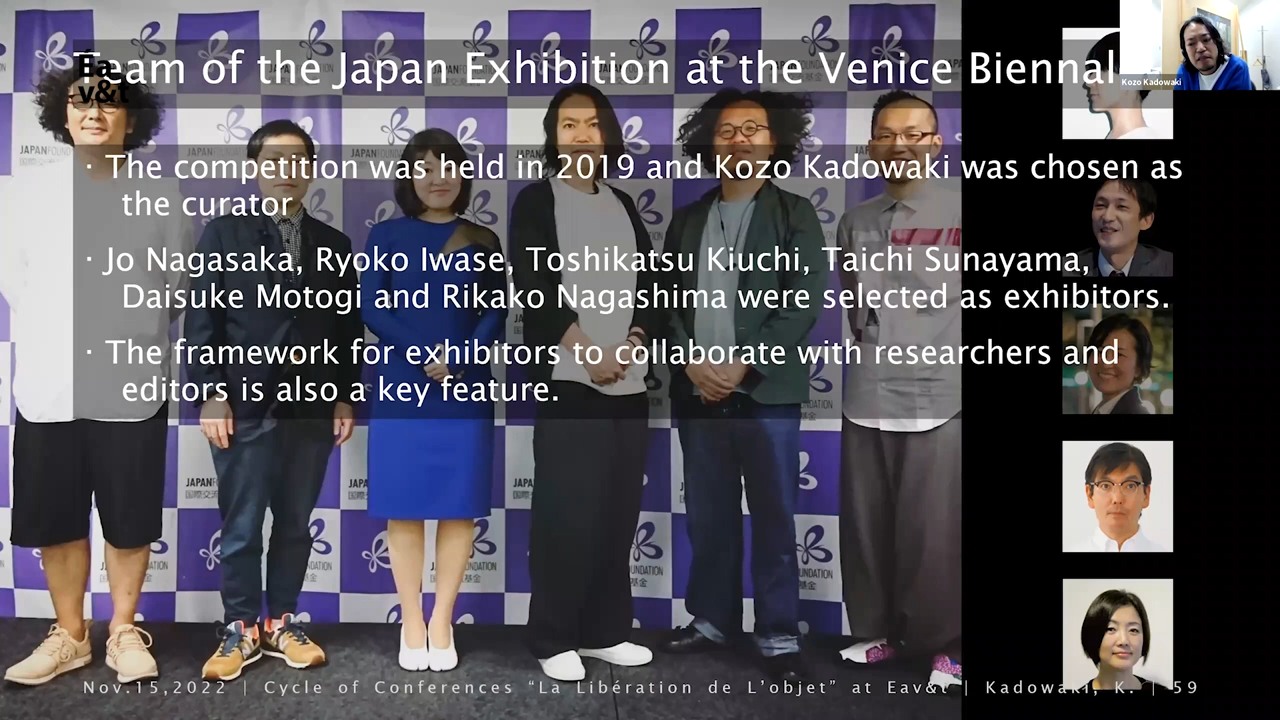 Team of the Japan Exhibition at the Venice Biennal
Éa
v&t
Kozo Kadowaki
· The competition was held in 2019 and Kozo Kadowaki was chosen as
the curator
· Jo Nagasaka, Ryoko Iwase, Toshikatsu Kiuchi, Taichi Sunayama,
Daisuke Motogi and Rikako Nagashima were selected as exhibitors.
· The framework for exhibitors to collaborate with researchers and
editors is also a key feature.
Nov.15,2022 | Cycle of Conferences “La Libération de L’objet” at Eav&t | Kadowaki, K. | 59